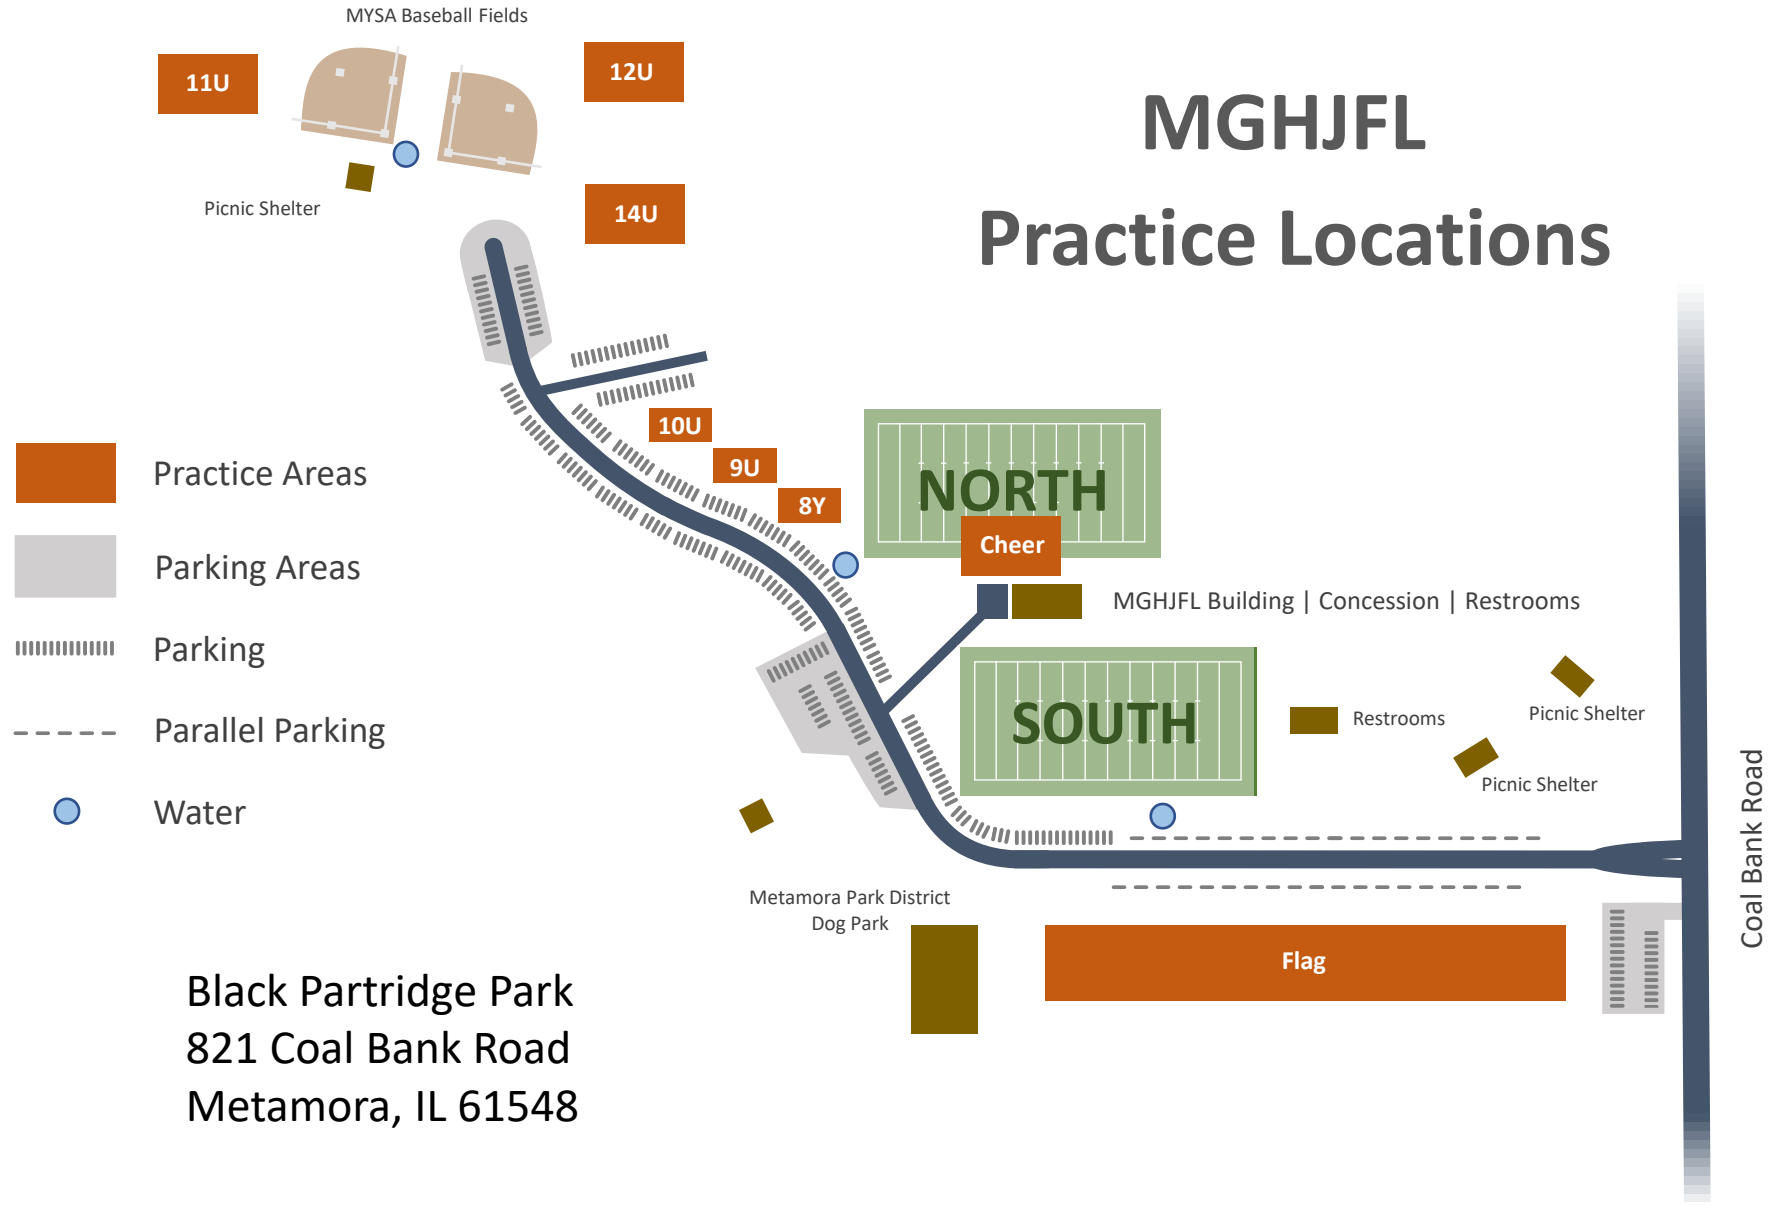 MYSA Baseball Fields
11U
12U
MGHJFL
Practice Locations
Picnic Shelter
14U
10U
9U
8Y
NORTH
Cheer
Practice Areas
Parking Areas
Parking
Parallel Parking
Water
MGHJFL Building | Concession | Restrooms
SOUTH
Restrooms
Picnic Shelter
Picnic Shelter
Coal Bank Road
Metamora Park District
Dog Park
Flag
Black Partridge Park
821 Coal Bank Road
Metamora, IL 61548